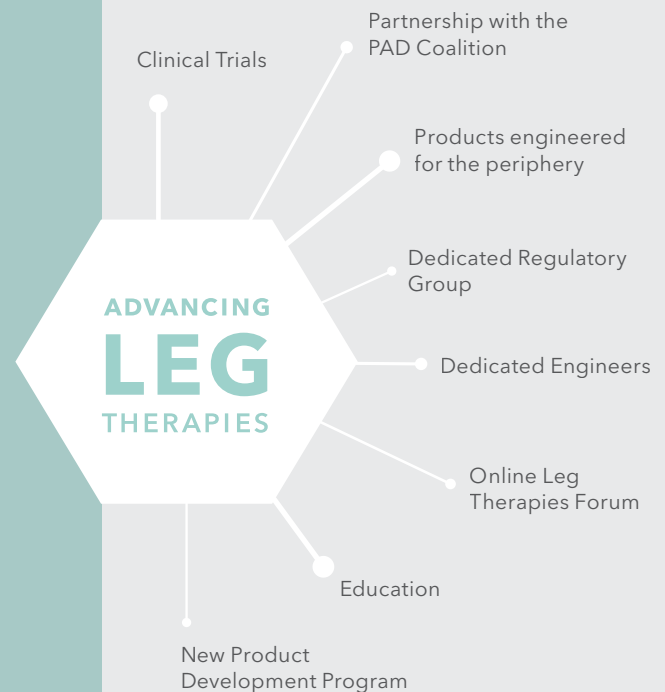 Partnership with the
PAD Coalition
Clinical Trials
Products engineered
for the periphery
Dedicated Regulatory
Group
ADVANCING
LEG
THERAPIES
Dedicated Engineers
Online Leg
Therapies Forum
Education
New Product
Development Program